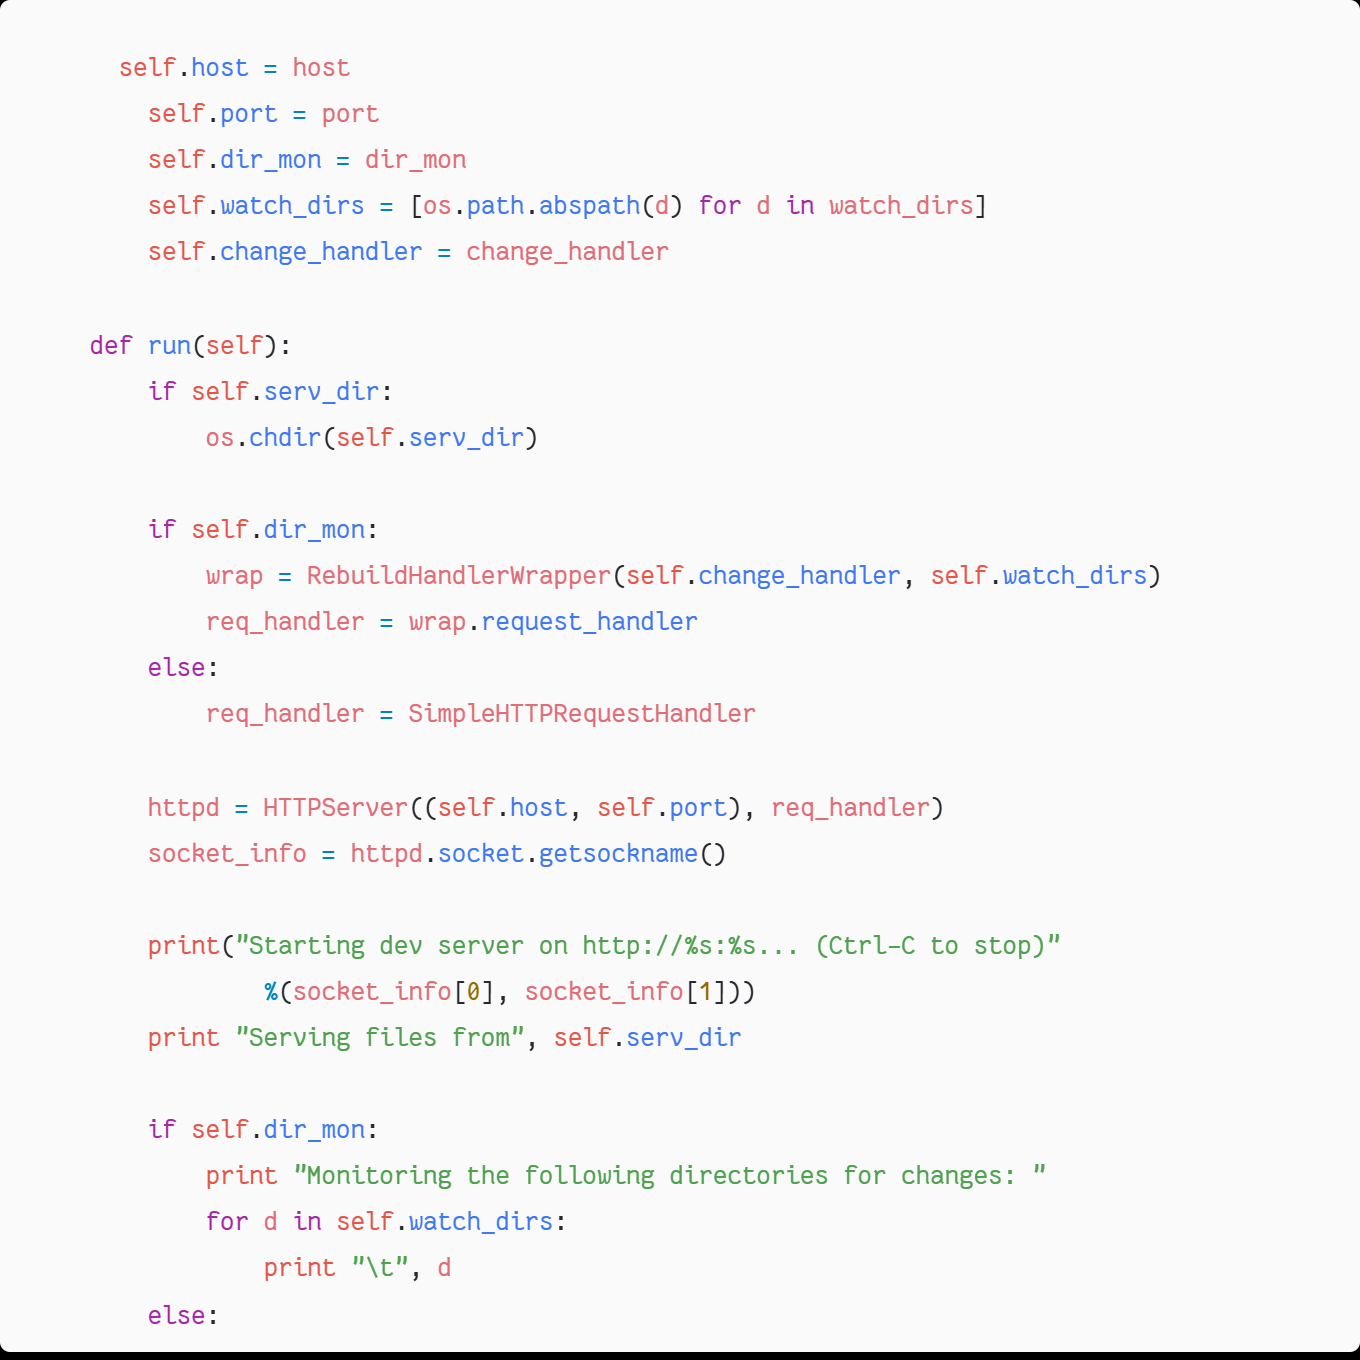 self.host = host
    self.port = port
    self.dir_mon = dir_mon
    self.watch_dirs = [os.path.abspath(d) for d in watch_dirs]
    self.change_handler = change_handler

def run(self):
    if self.serv_dir:
        os.chdir(self.serv_dir)

    if self.dir_mon:
        wrap = RebuildHandlerWrapper(self.change_handler, self.watch_dirs)
        req_handler = wrap.request_handler
    else:
        req_handler = SimpleHTTPRequestHandler

    httpd = HTTPServer((self.host, self.port), req_handler)
    socket_info = httpd.socket.getsockname()

    print("Starting dev server on http://%s:%s... (Ctrl-C to stop)"
            %(socket_info[0], socket_info[1]))
    print "Serving files from", self.serv_dir

    if self.dir_mon:
        print "Monitoring the following directories for changes: "
        for d in self.watch_dirs:
            print "\t", d
    else: